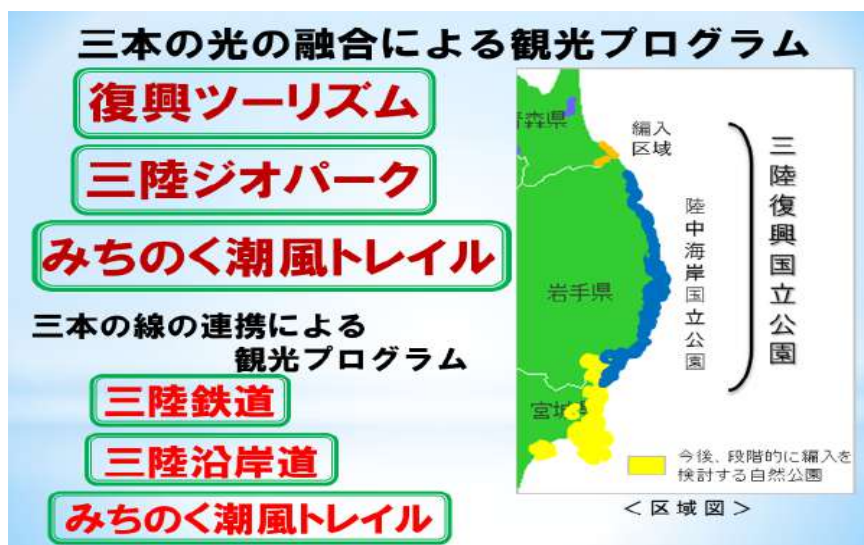 三本の光の融合による観光プログラム
復興ツーリズム
三陸ジオパーク
みちのく潮風トレイル
三本の線の連携による
観光プログラム
三陸鉄道
三陸沿岸道
みちのく潮風トレイル
青森県
編入
区域
岩手県
陸中海岸国立公園
三陸復興国立公園
宮城県
今後、段階的に編入を
検討する自然公園
＜区域図＞